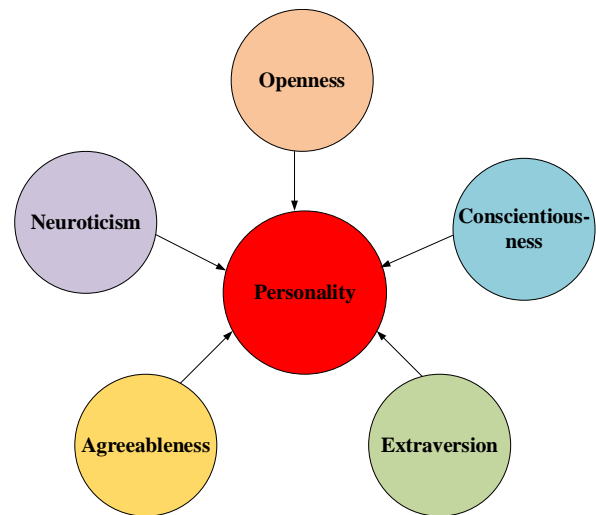 Openness
Neuroticism
Conscientious-
ness
Personality
Agreeableness
Extraversion